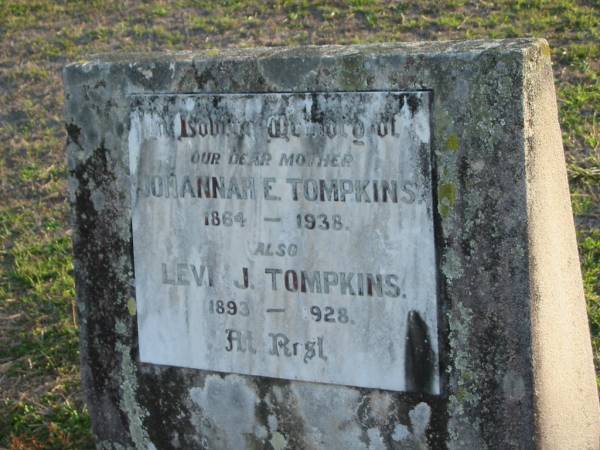 In Loving Memory of
OUR DEAR MOTHER
JOHANNAH E. TOMPKINS.
1864 — 1938.
ALSO
LEVI J. TOMPKINS.
1893 — 1928.
At Rest